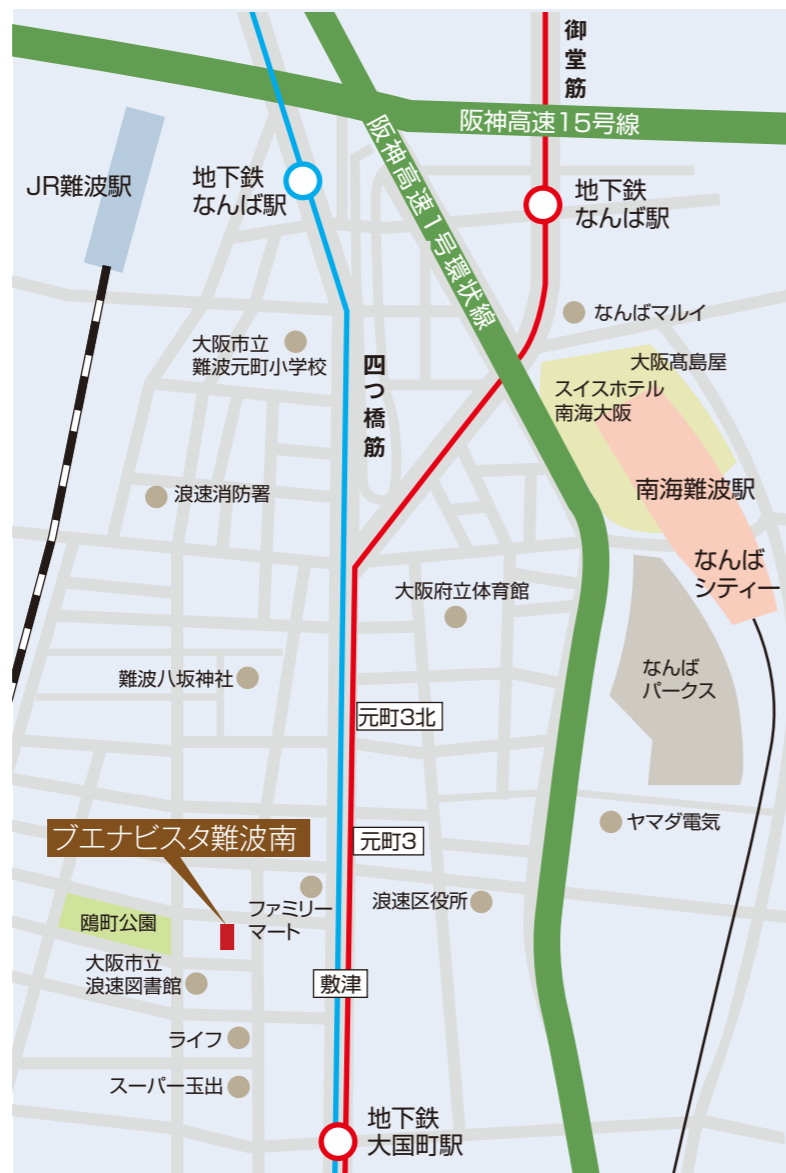 御堂筋
阪神高速15号線
阪神高速1号環状線
JR難波駅
地下鉄
なんば駅
地下鉄
なんば駅
なんばマルイ
大阪市立
難波元町小学校
四つ橋筋
大阪髙島屋
スイスホテル
南海大阪
浪速消防署
南海難波駅
なんば
シティー
大阪府立体育館
難波八坂神社
なんば
パークス
元町3北
ブエナビスタ難波南
元町3
ヤマダ電気
ファミリー
マート
浪速区役所
鴎町公園
大阪市立
浪速図書館
敷津
ライフ
スーパー玉出
地下鉄
大国町駅